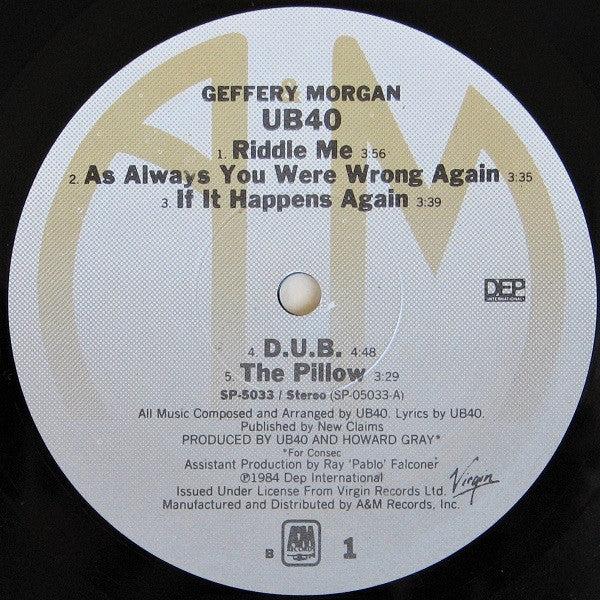 A&M
GEFFERY MORGAN
UB40
1. Riddle Me 3:56
2. As Always You Were Wrong Again 3:35
3. If It Happens Again 3:39
DEP
INTERNATIONAL
4. D.U.B. 4:48
5. The Pillow 3:29
SP-5033 / Stereo (SP-05033-A)
All Music Composed and Arranged by UB40. Lyrics by UB40.
Published by New Claims
PRODUCED BY UB40 AND HOWARD GRAY*
*For Consec
Assistant Production by Ray 'Pablo' Falconer
℗1984 Dep International
Issued Under License From Virgin Records Ltd.
Virgin
Manufactured and Distributed by A&M Records, Inc.
B
A&M
RECORDS
1